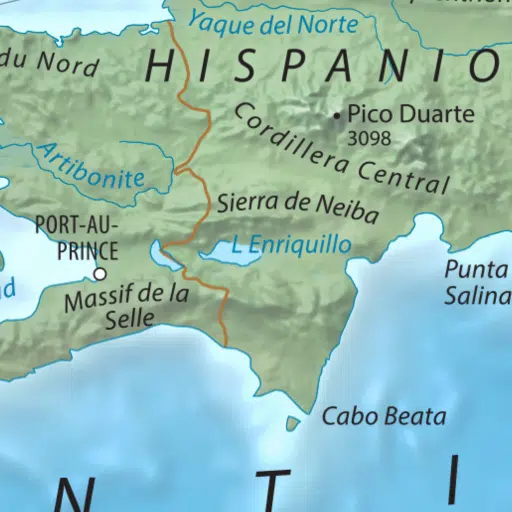 Yaque del Norte
du Nord
HISPANIO
Pico Duarte
3098
Cordillera Central
Artibonite
Sierra de Neiba
PORT-AU-
PRINCE
L Enriquillo
Punta
Salina
Massif de la
Selle
Cabo Beata
N T I